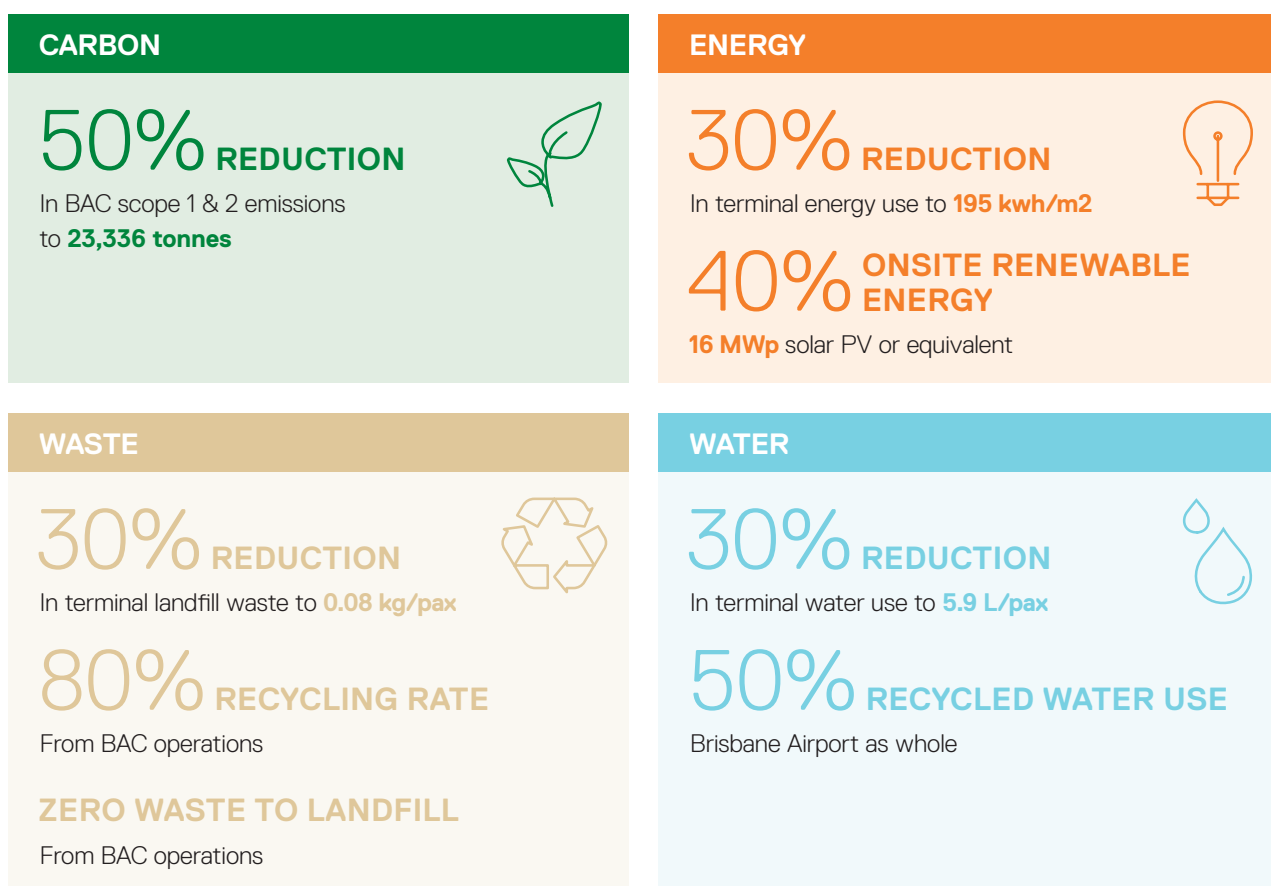 CARBON
50% REDUCTION
In BAC scope 1 & 2 emissions
to 23,336 tonnes
ENERGY
30% REDUCTION
In terminal energy use to 195 kwh/m2
40% ONSITE RENEWABLE
ENERGY
16 MWp solar PV or equivalent
WASTE
30% REDUCTION
In terminal landfill waste to 0.08 kg/pax
80% RECYCLING RATE
From BAC operations
ZERO WASTE TO LANDFILL
From BAC operations
WATER
30% REDUCTION
In terminal water use to 5.9 L/pax
50% RECYCLED WATER USE
Brisbane Airport as whole